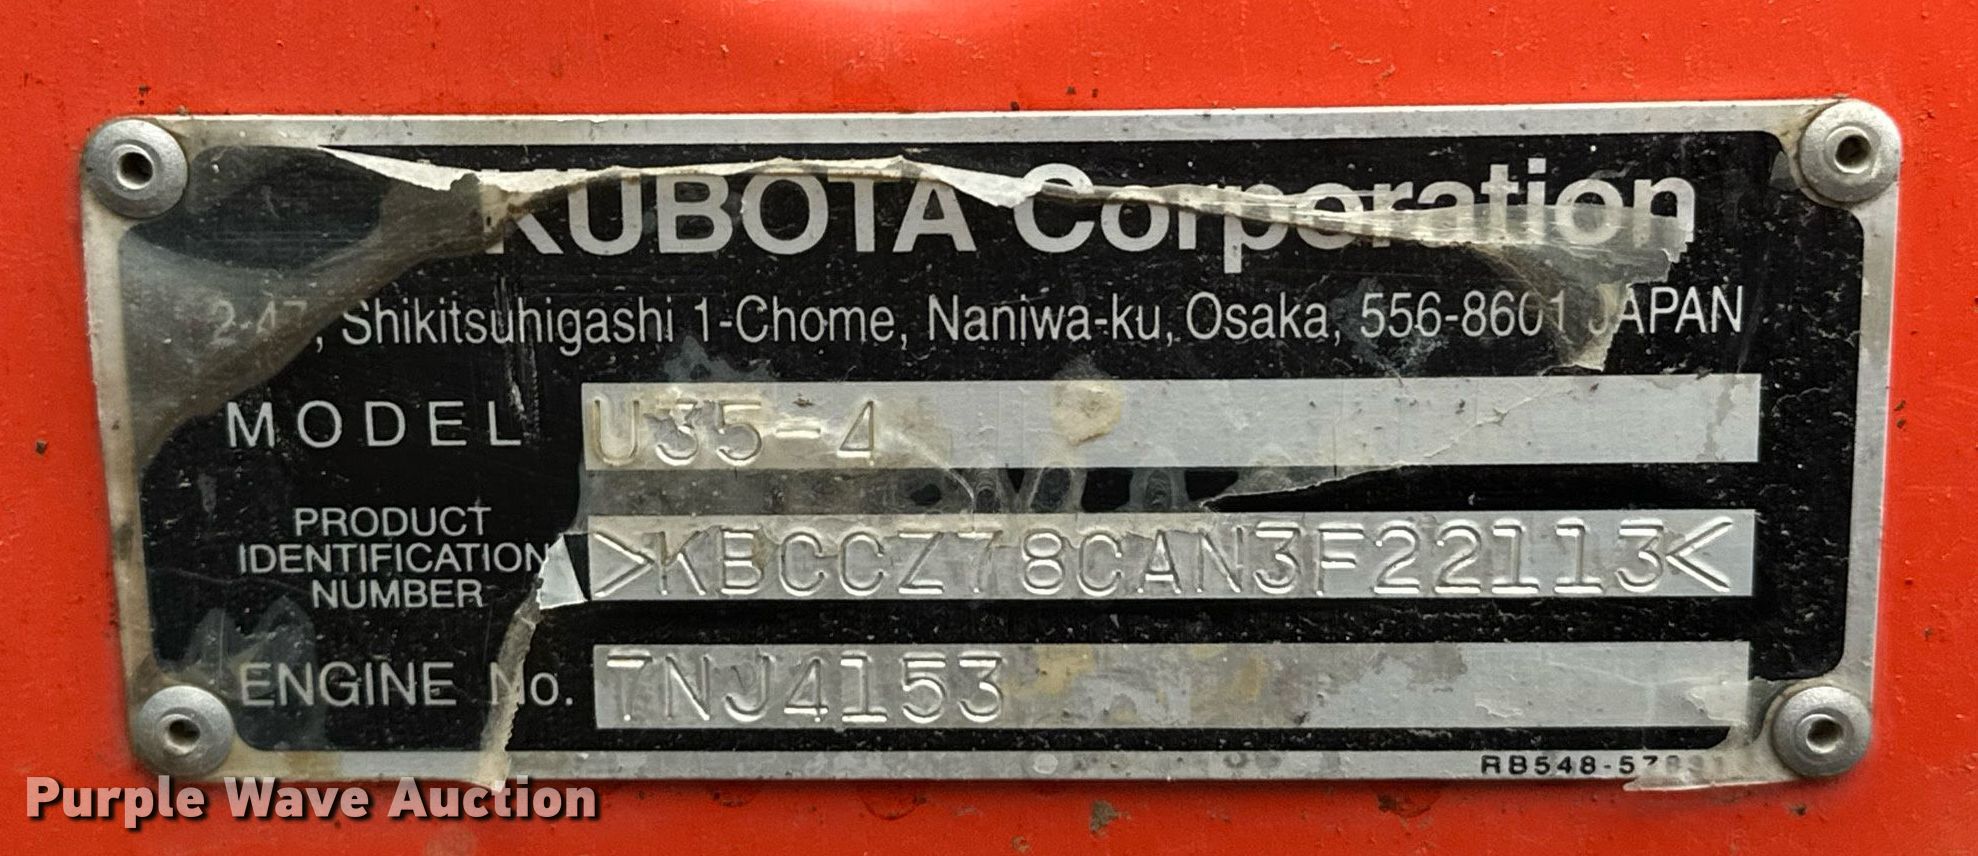 KUBOTA Corporation
2-47, Shikitsuhigashi 1-Chome, Naniwa-ku, Osaka, 556-8601 JAPAN
MODEL U35-4
PRODUCT
IDENTIFICATION
NUMBER
>KBCCZ78CAN3F22113<
ENGINE No. 7NJ4153
Purple Wave Auction